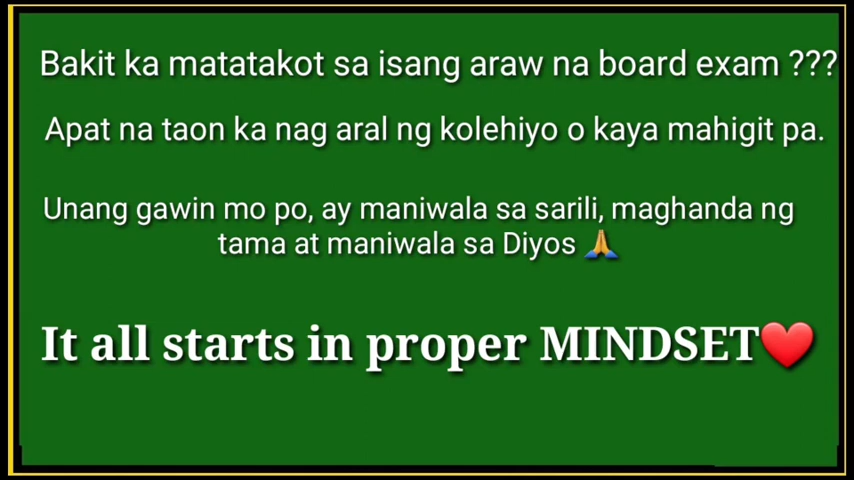 Bakit ka matatakot sa isang araw na board exam ???
Apat na taon ka nag aral ng kolehiyo o kaya mahigit pa.
Unang gawin mo po, ay maniwala sa sarili, maghanda ng
tama at maniwala sa Diyos 🙏
It all starts in proper MINDSET❤️